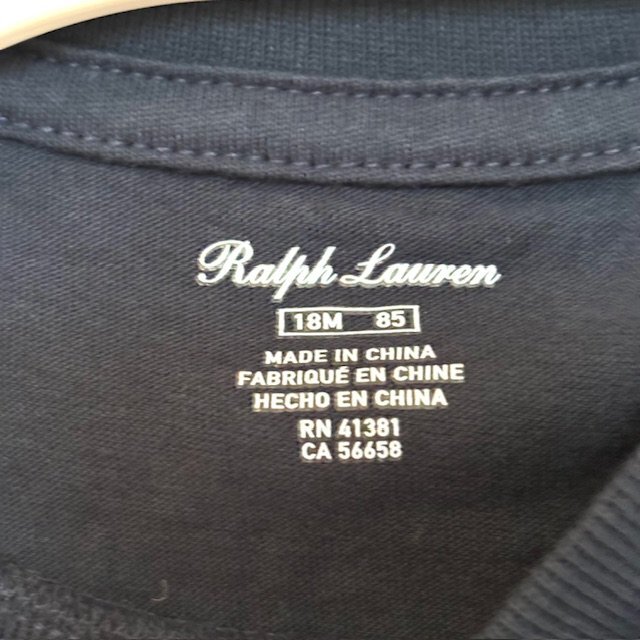 Ralph Lauren
18M 85
MADE IN CHINA
FABRIQUÉ EN CHINE
HECHO EN CHINA
RN 41381
CA 56658